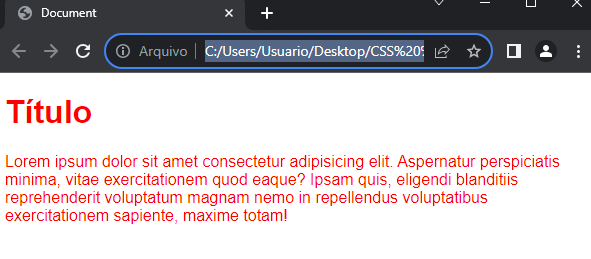 Document
Arquivo C:/Users/Usuario/Desktop/CSS%20%
Título
Lorem ipsum dolor sit amet consectetur adipisicing elit. Aspernatur perspiciatis
minima, vitae exercitationem quod eaque? Ipsam quis, eligendi blanditiis
reprehenderit voluptatum magnam nemo in repellendus voluptatibus
exercitationem sapiente, maxime totam!